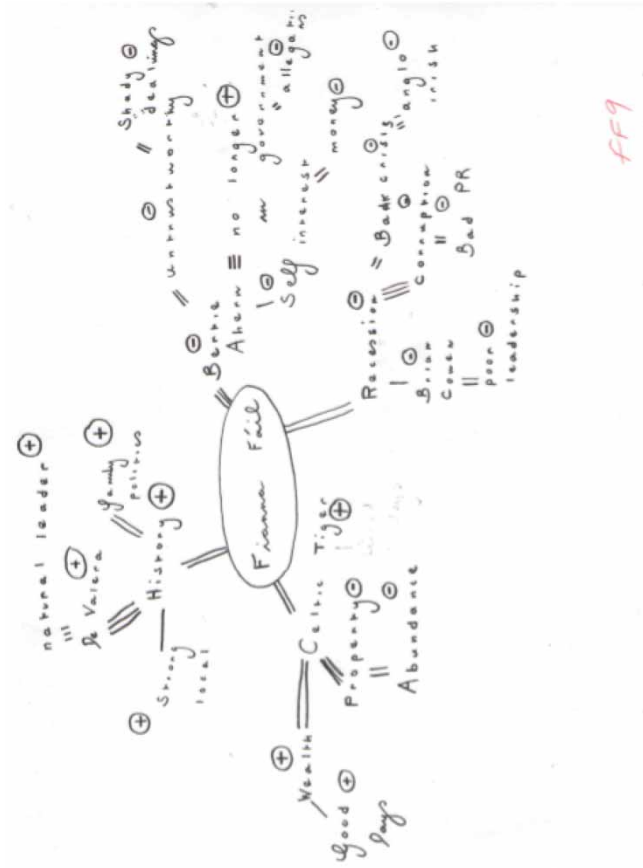 natural leader
De Valera
family
politics
History
Strong
local
Fianna Fáil
Bertie
Ahern
untrustworthy
Shady
dealings
no longer
in government
allegations
Self
interest
money
Recession
Bank crisis
anglo
irish
Corruption
Bad PR
Brian
Cowen
poor
leadership
Celtic Tiger
Wealth
Good
days
Property
Abundance
FF9